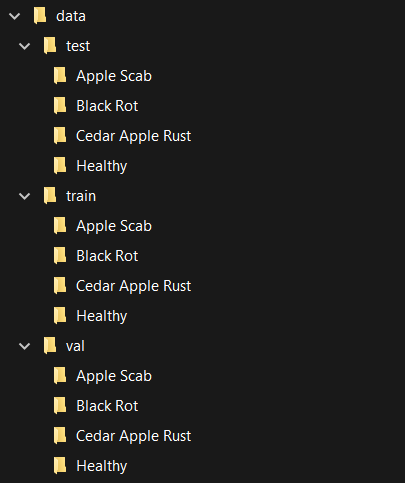 data
test
Apple Scab
Black Rot
Cedar Apple Rust
Healthy
train
Apple Scab
Black Rot
Cedar Apple Rust
Healthy
val
Apple Scab
Black Rot
Cedar Apple Rust
Healthy